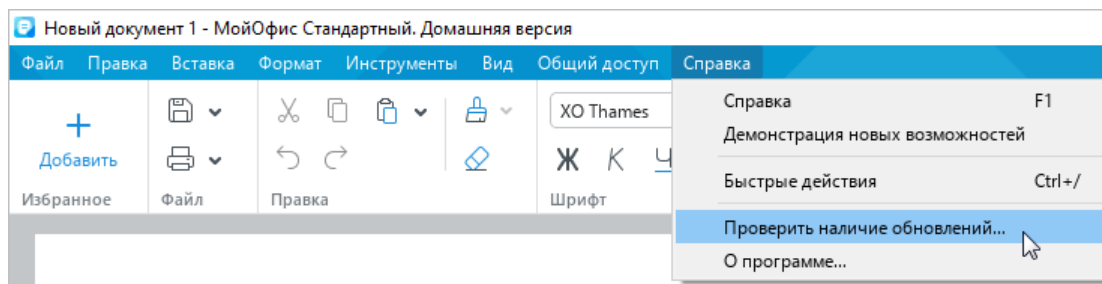 Новый документ 1 - МойОфис Стандартный. Домашняя версия
Файл Правка Вставка Формат Инструменты Вид Общий доступ Справка
Добавить
Избранное
Файл
Правка
XO Thames
Ж К Ч
Шрифт
Справка F1
Демонстрация новых возможностей
Быстрые действия Ctrl+/
Проверить наличие обновлений...
О программе...